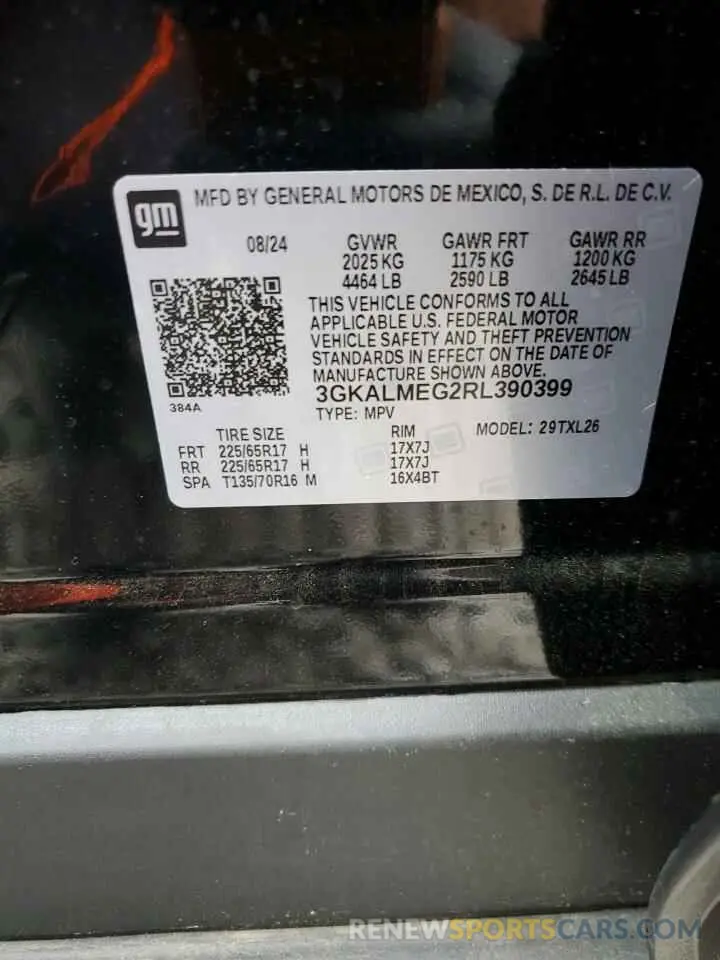 gm
MFD BY GENERAL MOTORS DE MEXICO, S. DE R.L. DE C.V.
08/24 GVWR GAWR FRT GAWR RR
2025 KG 1175 KG 1200 KG
4464 LB 2590 LB 2645 LB
THIS VEHICLE CONFORMS TO ALL
APPLICABLE U.S. FEDERAL MOTOR
VEHICLE SAFETY AND THEFT PREVENTION
STANDARDS IN EFFECT ON THE DATE OF
MANUFACTURE SHOWN ABOVE.
3GKALMEG2RL390399
384A
TYPE: MPV
TIRE SIZE RIM MODEL: 29TXL26
FRT 225/65R17 H 17X7J
RR 225/65R17 H 17X7J
SPA T135/70R16 M 16X4BT
RENEWSPORTSCARS.COM